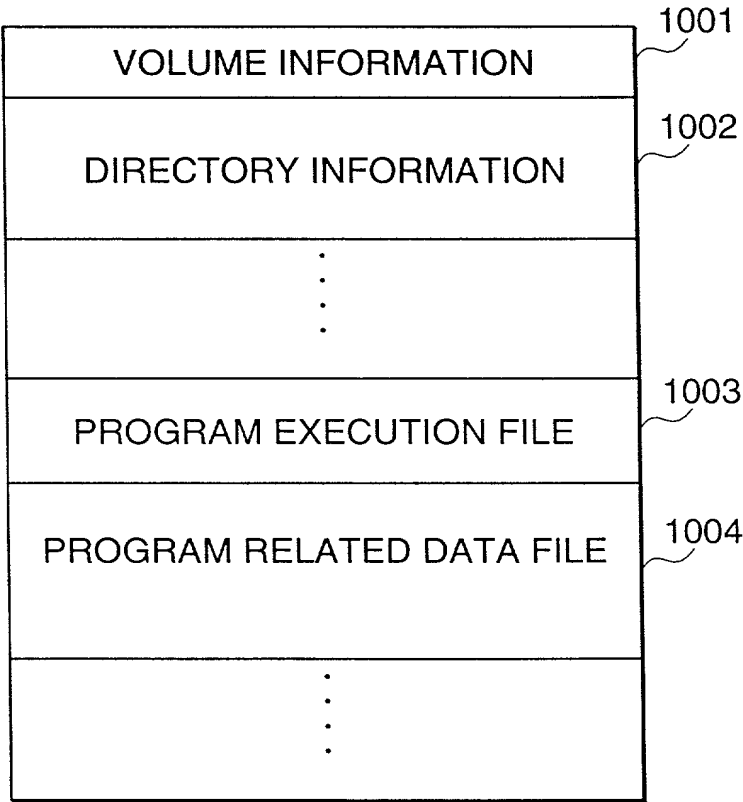 1001
VOLUME INFORMATION
1002
DIRECTORY INFORMATION
1003
PROGRAM EXECUTION FILE
1004
PROGRAM RELATED DATA FILE